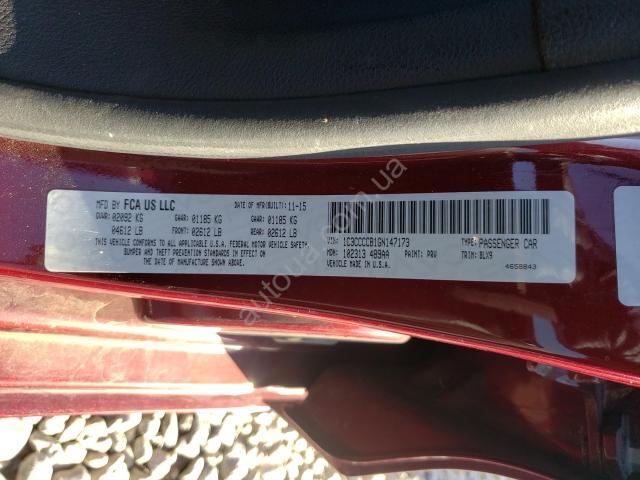 MFD BY FCA US LLC DATE OF MFR(BUILT): 11-15
GVWR: 02092 KG GAWR: 01185 KG GAWR: 01185 KG
04612 LB FRONT: 02612 LB REAR: 02612 LB
THIS VEHICLE CONFORMS TO ALL APPLICABLE U.S.A. FEDERAL MOTOR VEHICLE SAFETY,
BUMPER AND THEFT PREVENTION STANDARDS IN EFFECT
ON THE DATE OF MANUFACTURE SHOWN ABOVE.
VIN: 1C3CCCCB1GN147173 TYPE: PASSENGER CAR
MDH: 102313 489AA PAINT: PRV TRIM: BLX9
VEHICLE MADE IN U.S.A. 4658843
autoua.com.ua